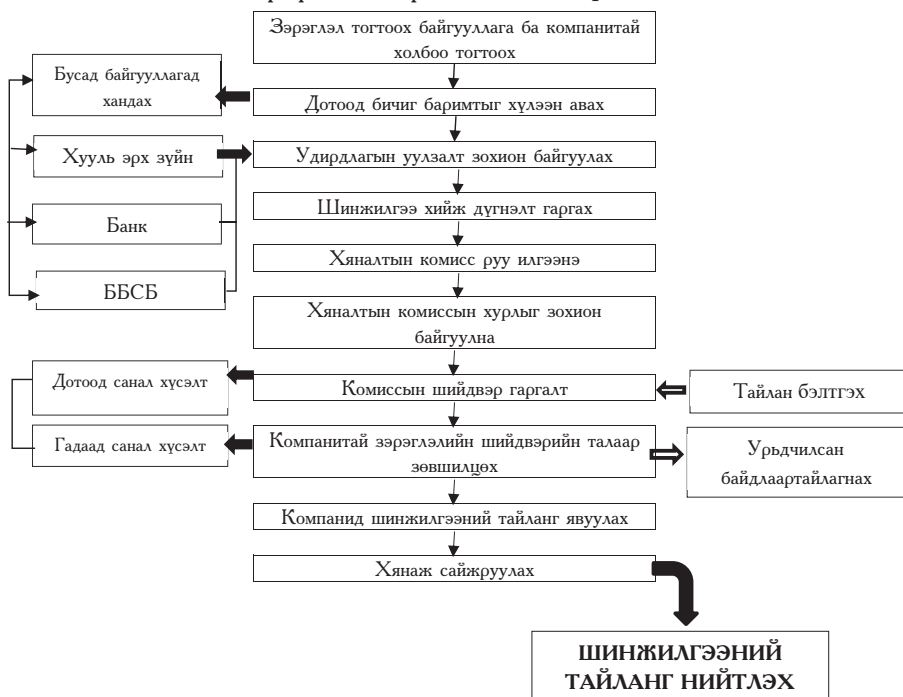 Зэрэглэл тогтоох байгууллага ба компанитай
холбоо тогтоох
Бусад байгууллагад
хандах
Дотоод бичиг баримтыг хүлээн авах
Хууль эрх зүйн
Удирдлагын уулзалт зохион байгуулах
Шинжилгээ хийж дүгнэлт гаргах
Банк
Хяналтын комисс руу илгээнэ
ББСБ
Хяналтын комиссын хурлыг зохион
байгуулна
Дотоод санал хүсэлт
Комиссын шийдвэр гаргалт
Тайлан бэлтгэх
Гадаад санал хүсэлт
Компанитай зэрэглэлийн шийдвэрийн талаар
зөвшилцөх
Урьдчилсан
байдлаартайлагнах
Компанид шинжилгээний тайланг явуулах
Хянаж сайжруулах
ШИНЖИЛГЭЭНИЙ
ТАЙЛАНГ НИЙТЛЭХ